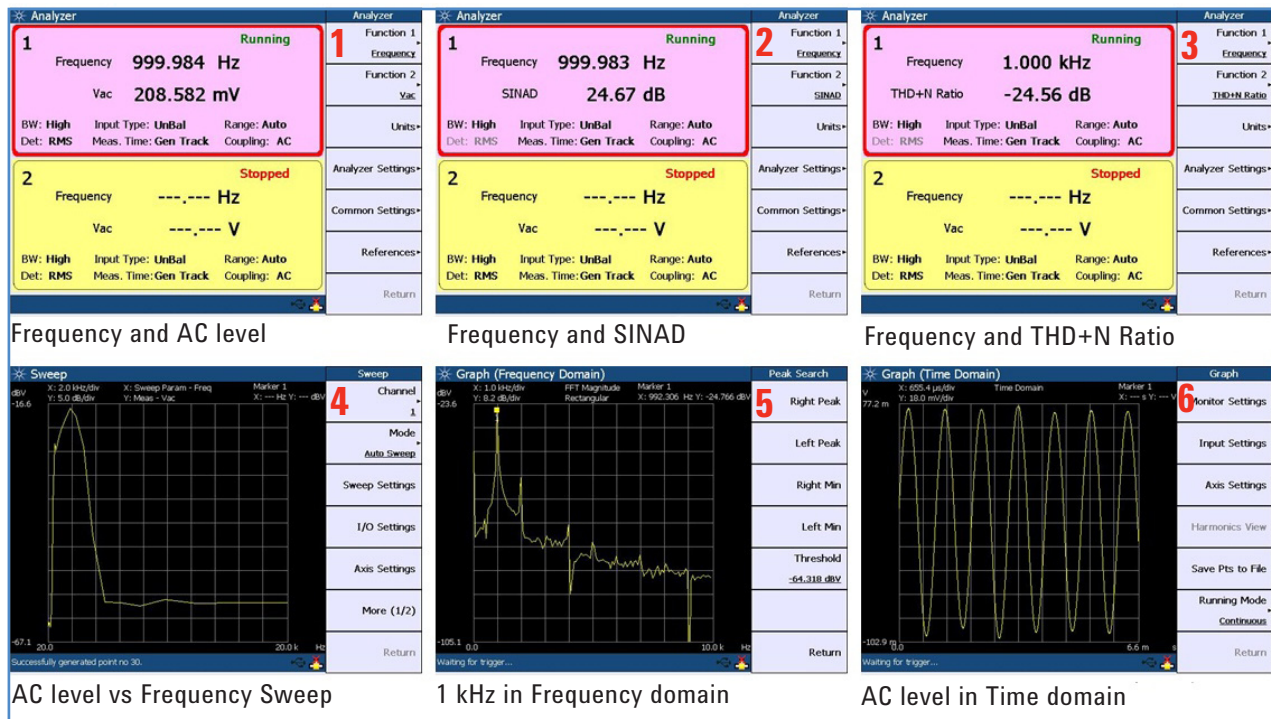 Analyzer
Analyzer
1
Running
Frequency 999.984 Hz
Vac 208.582 mV
BW: High Input Type: UnBal Range: Auto
Det: RMS Meas. Time: Gen Track Coupling: AC
2
Stopped
Frequency ---.--- Hz
Vac ---.--- V
BW: High Input Type: UnBal Range: Auto
Det: RMS Meas. Time: Gen Track Coupling: AC
1
Function 1
Frequency
Function 2
Vac
Units
Analyzer Settings
Common Settings
References
Return
Frequency and AC level
Analyzer
Analyzer
1
Running
Frequency 999.983 Hz
SINAD 24.67 dB
BW: High Input Type: UnBal Range: Auto
Det: RMS Meas. Time: Gen Track Coupling: AC
2
Stopped
Frequency ---.--- Hz
Vac ---.--- V
BW: High Input Type: UnBal Range: Auto
Det: RMS Meas. Time: Gen Track Coupling: AC
2
Function 1
Frequency
Function 2
SINAD
Units
Analyzer Settings
Common Settings
References
Return
Frequency and SINAD
Analyzer
Analyzer
1
Running
Frequency 1.000 kHz
THD+N Ratio -24.56 dB
BW: High Input Type: UnBal Range: Auto
Det: RMS Meas. Time: Gen Track Coupling: AC
2
Stopped
Frequency ---.--- Hz
Vac ---.--- V
BW: High Input Type: UnBal Range: Auto
Det: RMS Meas. Time: Gen Track Coupling: AC
3
Function 1
Frequency
Function 2
THD+N Ratio
Units
Analyzer Settings
Common Settings
References
Return
Frequency and THD+N Ratio
Sweep
Sweep
dBV X: 2.0 kHz/div X: Sweep Param - Freq Marker 1
Y: 5.0 dB/div Y: Meas - Vac X: --- Hz Y: --- dBV
-16.6
-67.1
20.0 20.0 k Hz
Successfully generated point no 30.
4
Channel
1
Mode
Auto Sweep
Sweep Settings
I/O Settings
Axis Settings
More (1/2)
Return
AC level vs Frequency Sweep
Graph (Frequency Domain)
Peak Search
dBV X: 1.0 kHz/div FFT Magnitude Marker 1
Y: 8.2 dB/div Rectangular X: 992.306 Hz Y: -24.766 dBV
-23.6
-105.1
0.0 10.0 k Hz
Waiting for trigger...
5
Right Peak
Left Peak
Right Min
Left Min
Threshold
-64.318 dBV
Return
1 kHz in Frequency domain
Graph (Time Domain)
Graph
V X: 655.4 µs/div Time Domain Marker 1
Y: 18.0 mV/div X: --- s Y: --- V
77.2 m
-102.9 m
0.0 6.6 m s
Waiting for trigger...
6
Monitor Settings
Input Settings
Axis Settings
Harmonics View
Save Pts to File
Running Mode
Continuous
Return
AC level in Time domain